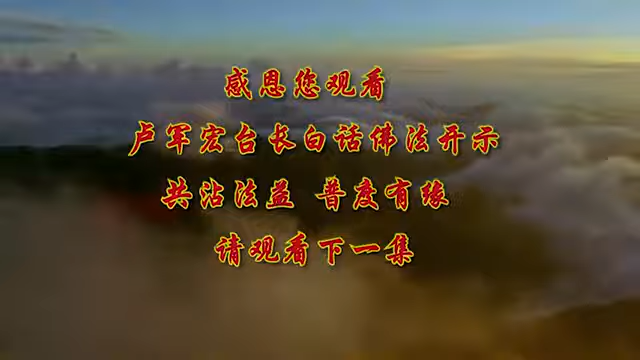 感恩您观看
卢军宏台长白话佛法开示
共沾法益 普度有缘
请观看下一集